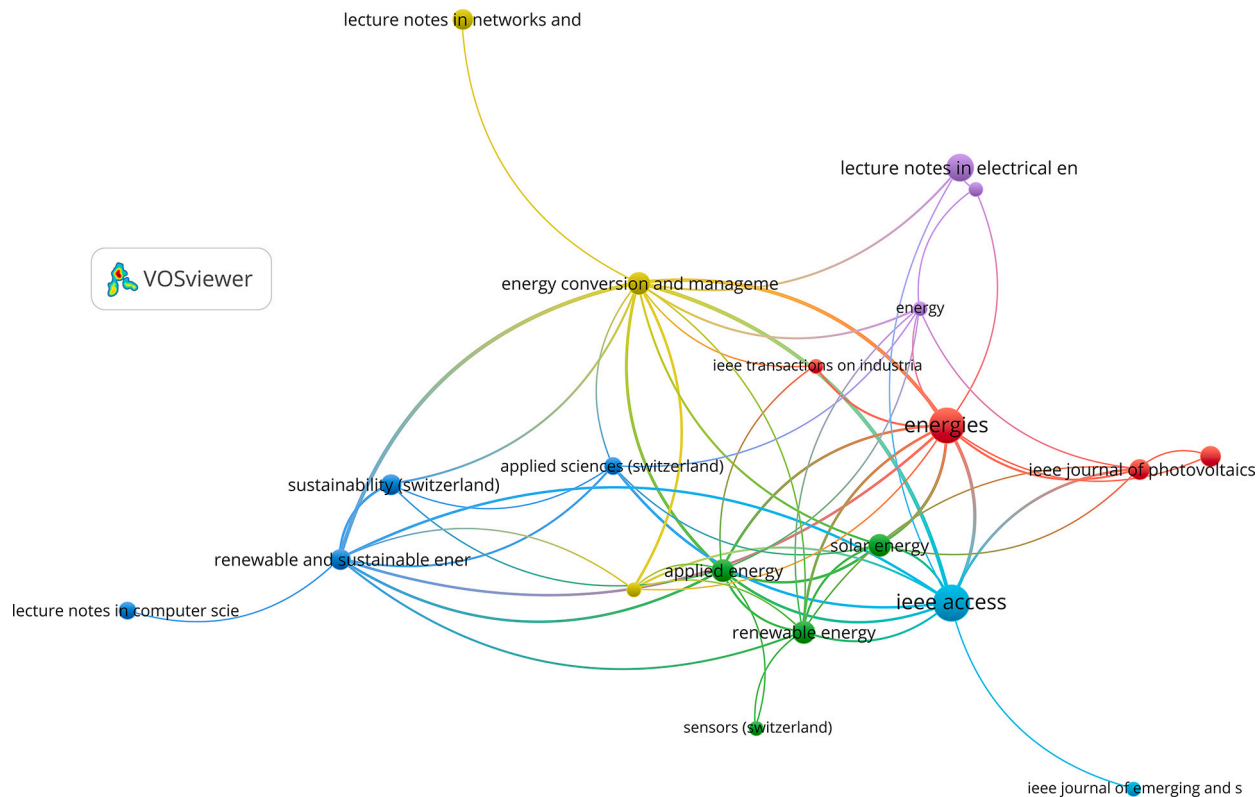 lecture notes in networks and
lecture notes in electrical en
VOSviewer
energy conversion and manageme
energy
ieee transactions on industria
energies
applied sciences (switzerland)
ieee journal of photovoltaics
sustainability (switzerland)
solar energy
renewable and sustainable ener
applied energy
ieee access
lecture notes in computer scie
renewable energy
sensors (switzerland)
ieee journal of emerging and s